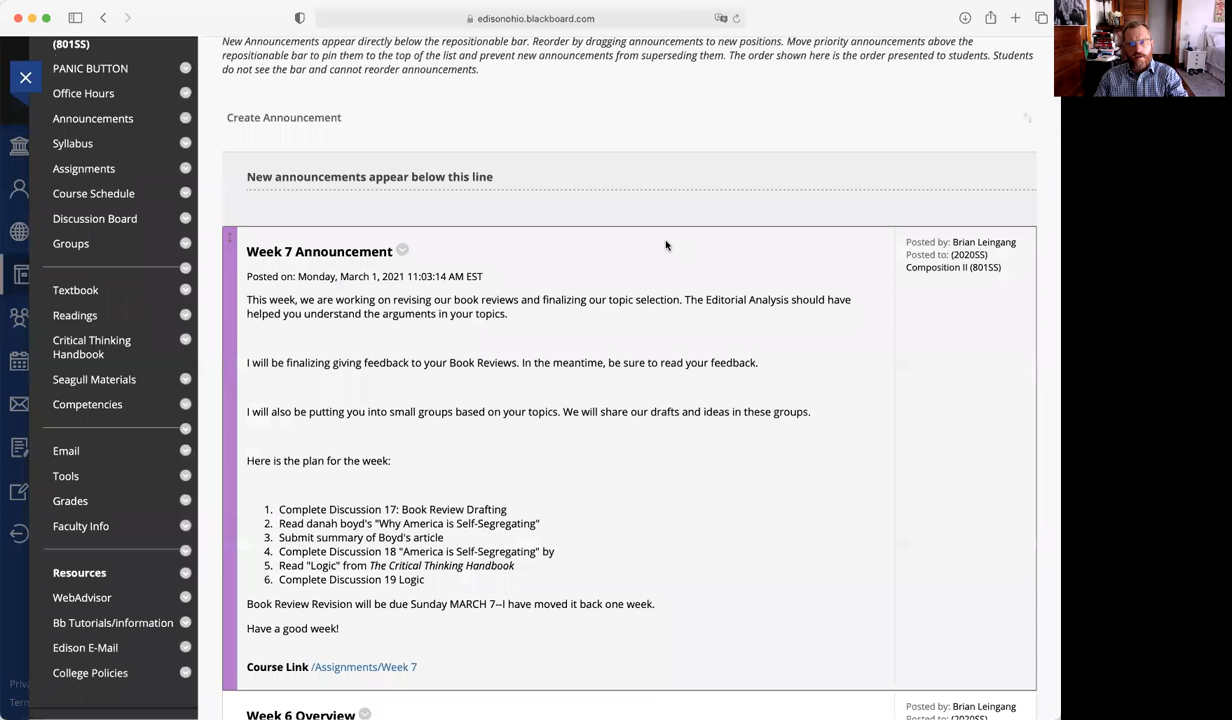 edisonohio.blackboard.com
(801SS)
PANIC BUTTON
Office Hours
Announcements
Syllabus
Assignments
Course Schedule
Discussion Board
Groups
Textbook
Readings
Critical Thinking
Handbook
Seagull Materials
Competencies
Email
Tools
Grades
Faculty Info
Resources
WebAdvisor
Bb Tutorials/information
Edison E-Mail
College Policies
New Announcements appear directly below the repositionable bar. Reorder by dragging announcements to new positions. Move priority announcements above the
repositionable bar to pin them to the top of the list and prevent new announcements from superseding them. The order shown here is the order presented to students. Students
do not see the bar and cannot reorder announcements.
Create Announcement
New announcements appear below this line
Week 7 Announcement
Posted on: Monday, March 1, 2021 11:03:14 AM EST
This week, we are working on revising our book reviews and finalizing our topic selection. The Editorial Analysis should have
helped you understand the arguments in your topics.
I will be finalizing giving feedback to your Book Reviews. In the meantime, be sure to read your feedback.
I will also be putting you into small groups based on your topics. We will share our drafts and ideas in these groups.
Here is the plan for the week:
1. Complete Discussion 17: Book Review Drafting
2. Read danah boyd's "Why America is Self-Segregating"
3. Submit summary of Boyd's article
4. Complete Discussion 18 "America is Self-Segregating" by
5. Read "Logic" from The Critical Thinking Handbook
6. Complete Discussion 19 Logic
Book Review Revision will be due Sunday MARCH 7--I have moved it back one week.
Have a good week!
Course Link /Assignments/Week 7
Posted by: Brian Leingang
Posted to: (2020SS)
Composition II (801SS)
Week 6 Overview
Posted by: Brian Leingang